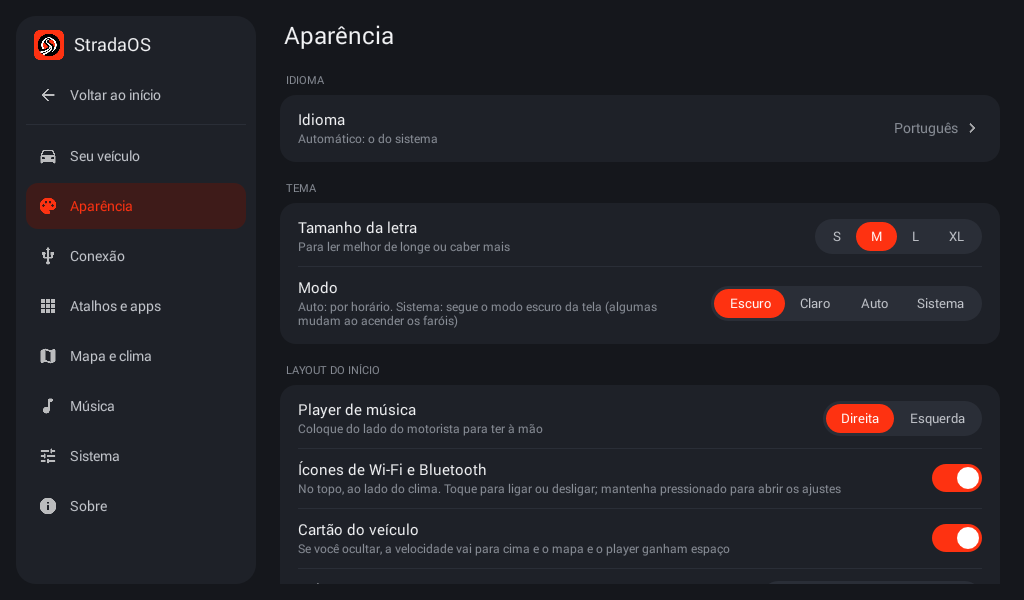 StradaOS
Voltar ao início
Seu veículo
Aparência
Conexão
Atalhos e apps
Mapa e clima
Música
Sistema
Sobre
Aparência
IDIOMA
Idioma
Automático: o do sistema
Português
TEMA
Tamanho da letra
Para ler melhor de longe ou caber mais
S M L XL
Modo
Auto: por horário. Sistema: segue o modo escuro da tela (algumas
mudam ao acender os faróis)
Escuro Claro Auto Sistema
LAYOUT DO INÍCIO
Player de música
Coloque do lado do motorista para ter à mão
Direita Esquerda
Ícones de Wi-Fi e Bluetooth
No topo, ao lado do clima. Toque para ligar ou desligar; mantenha pressionado para abrir os ajustes
Cartão do veículo
Se você ocultar, a velocidade vai para cima e o mapa e o player ganham espaço